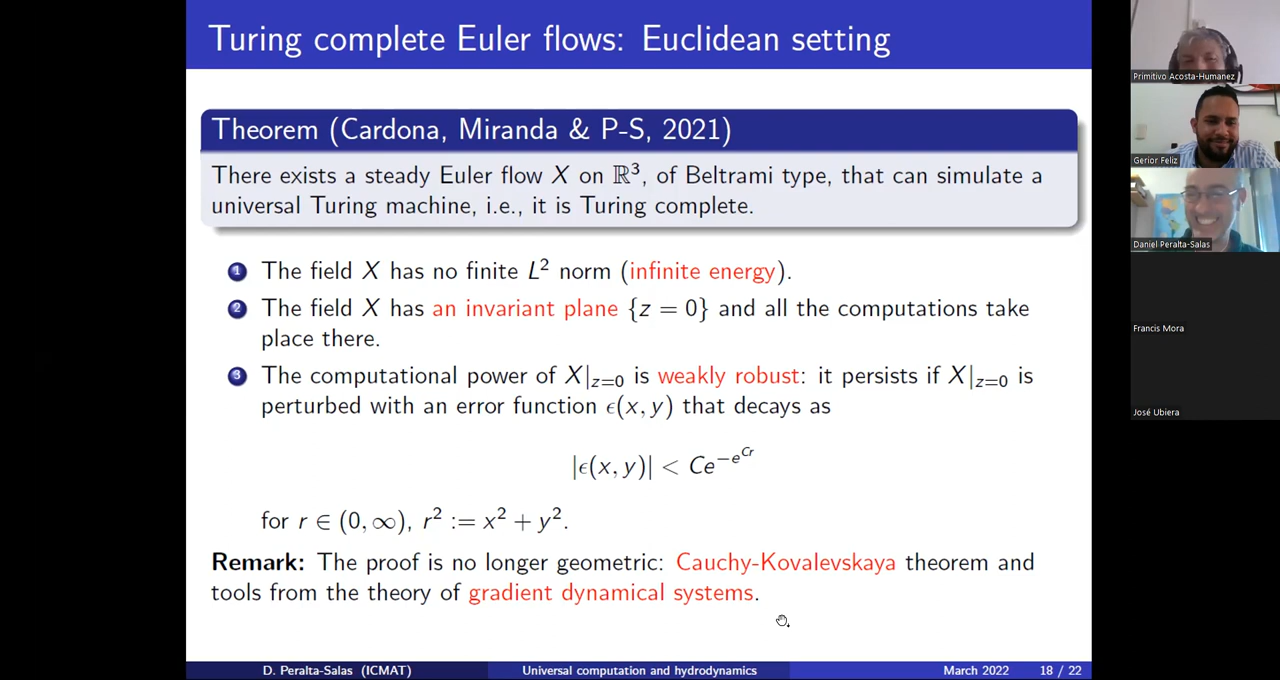 Turing complete Euler flows: Euclidean setting
Theorem (Cardona, Miranda & P-S, 2021)
There exists a steady Euler flow X on ℝ³, of Beltrami type, that can simulate a
universal Turing machine, i.e., it is Turing complete.
1 The field X has no finite L² norm (infinite energy).
2 The field X has an invariant plane {z = 0} and all the computations take
place there.
3 The computational power of X|z=0 is weakly robust: it persists if X|z=0 is
perturbed with an error function ϵ(x, y) that decays as
|ϵ(x, y)| < Ce^{−e^{Cr}}
for r ∈ (0, ∞), r² := x² + y².
Remark: The proof is no longer geometric: Cauchy-Kovalevskaya theorem and
tools from the theory of gradient dynamical systems.
D. Peralta-Salas (ICMAT) Universal computation and hydrodynamics March 2022 18 / 22
Primitivo Acosta-Humanez
Gerior Feliz
Daniel Peralta-Salas
Francis Mora
José Ubiera